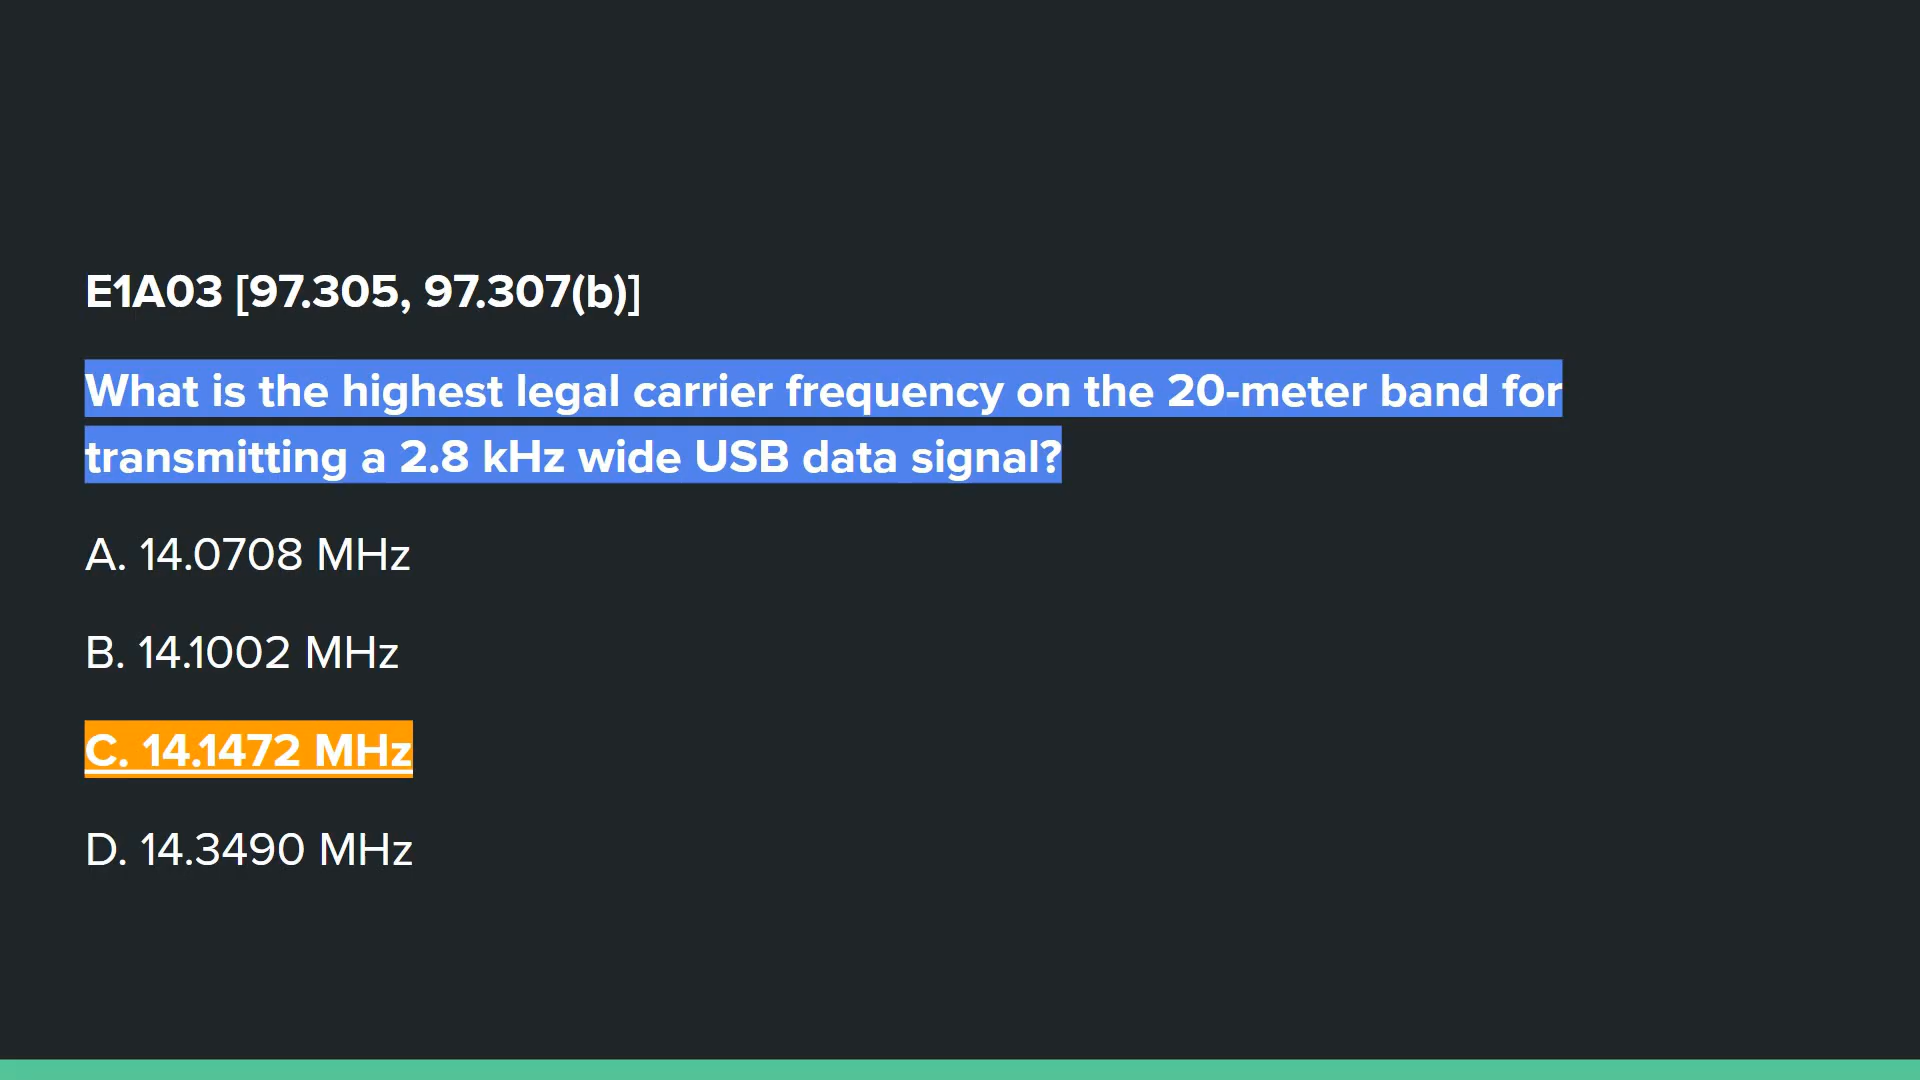 E1A03 [97.305, 97.307(b)]
What is the highest legal carrier frequency on the 20-meter band for
transmitting a 2.8 kHz wide USB data signal?
A. 14.0708 MHz
B. 14.1002 MHz
C. 14.1472 MHz
D. 14.3490 MHz